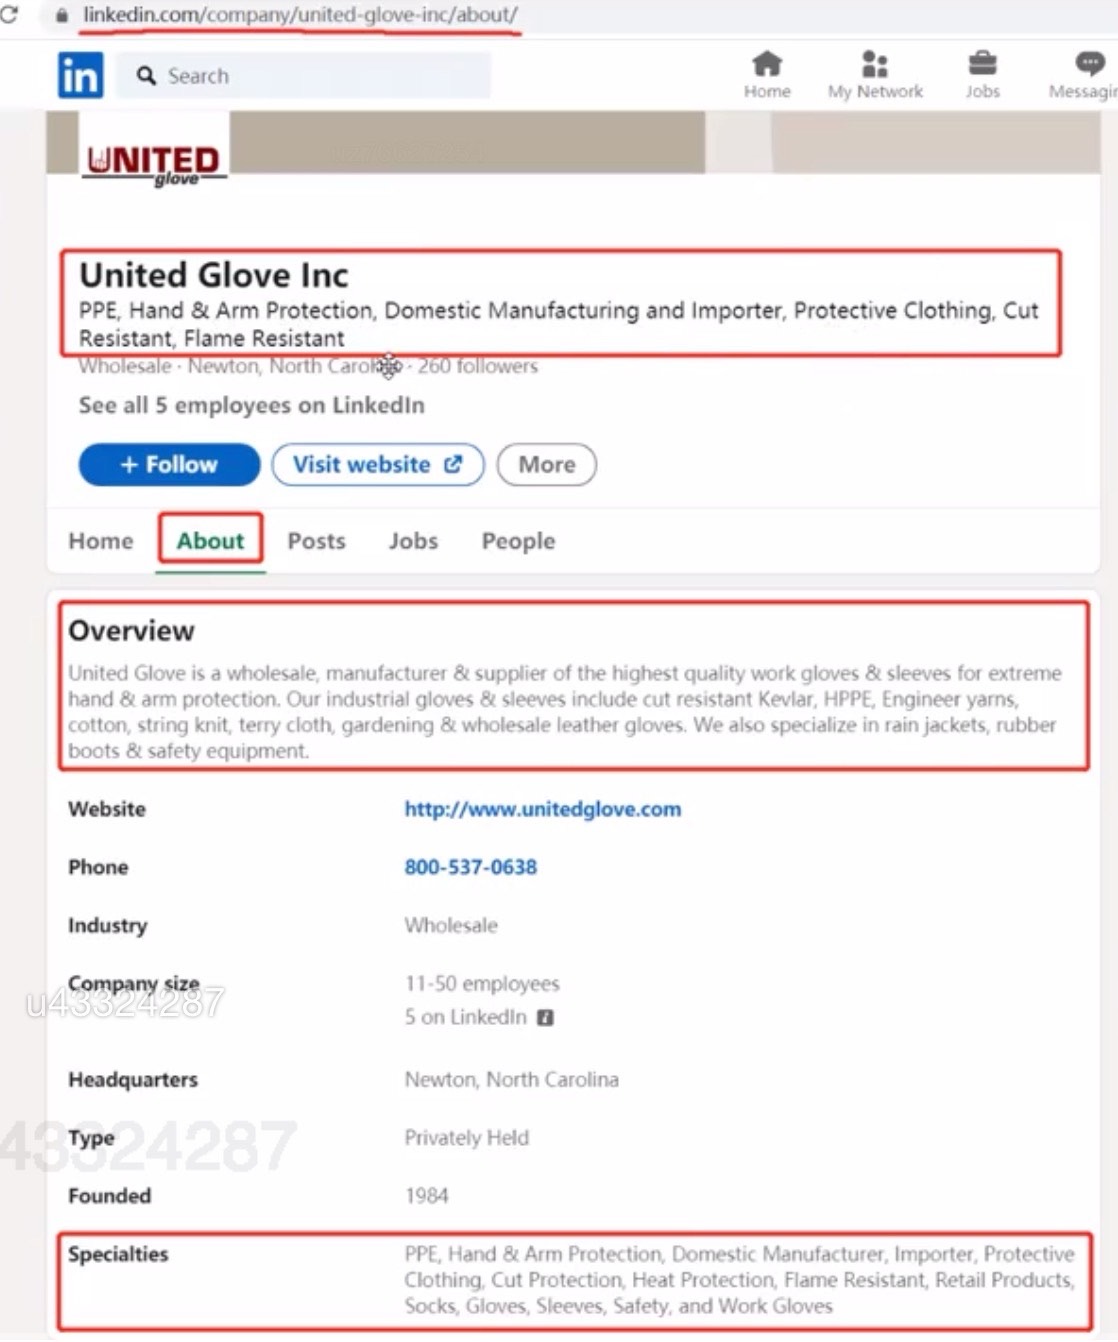 linkedin.com/company/united-glove-inc/about/
in
Search
Home
My Network
Jobs
UNITED
glove
United Glove Inc
PPE, Hand & Arm Protection, Domestic Manufacturing and Importer, Protective Clothing, Cut
Resistant, Flame Resistant
Wholesale · Newton, North · 260 followers
See all 5 employees on LinkedIn
+ Follow
Visit website
More
Home
About
Posts
Jobs
People
Overview
United Glove is a wholesale, manufacturer & supplier of the highest quality work gloves & sleeves for extreme
hand & arm protection. Our industrial gloves & sleeves include cut resistant Kevlar, HPPE, Engineer yarns,
cotton, string knit, terry cloth, gardening & wholesale leather gloves. We also specialize in rain jackets, rubber
boots & safety equipment.
Website http://www.unitedglove.com
Phone 800-537-0638
Industry Wholesale
Company size 11-50 employees
u43324287
5 on LinkedIn
Headquarters Newton, North Carolina
43324287
Type Privately Held
Founded 1984
Specialties PPE, Hand & Arm Protection, Domestic Manufacturer, Importer, Protective
Clothing, Cut Protection, Heat Protection, Flame Resistant, Retail Products,
Socks, Gloves, Sleeves, Safety, and Work Gloves